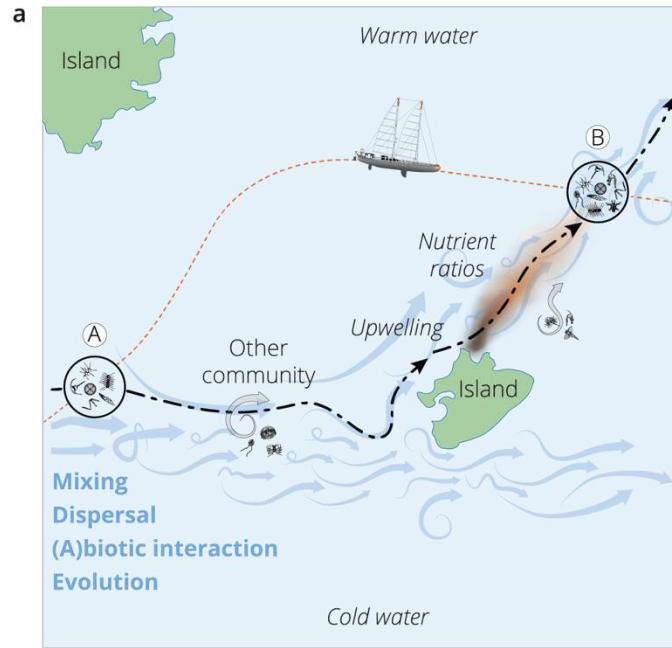 a
Island
Warm water
B
Nutrient
ratios
Upwelling
A
Other
community
Island
Mixing
Dispersal
(A)biotic interaction
Evolution
Cold water